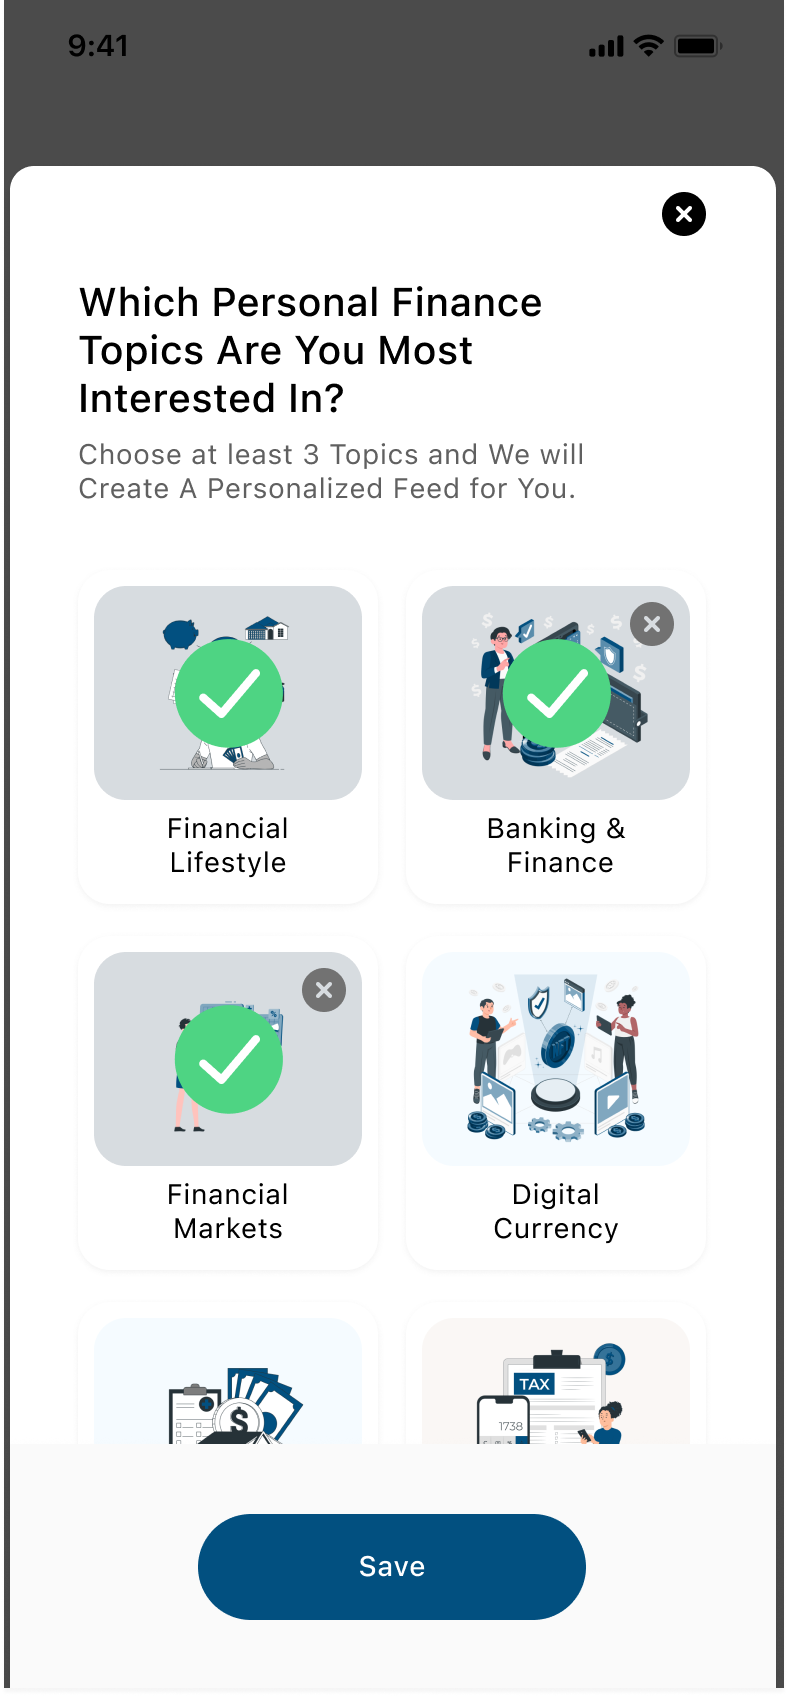 9:41
Which Personal Finance
Topics Are You Most
Interested In?
Choose at least 3 Topics and We will
Create A Personalized Feed for You.
Financial
Lifestyle
Banking &
Finance
Financial
Markets
Digital
Currency
TAX
1738
Save